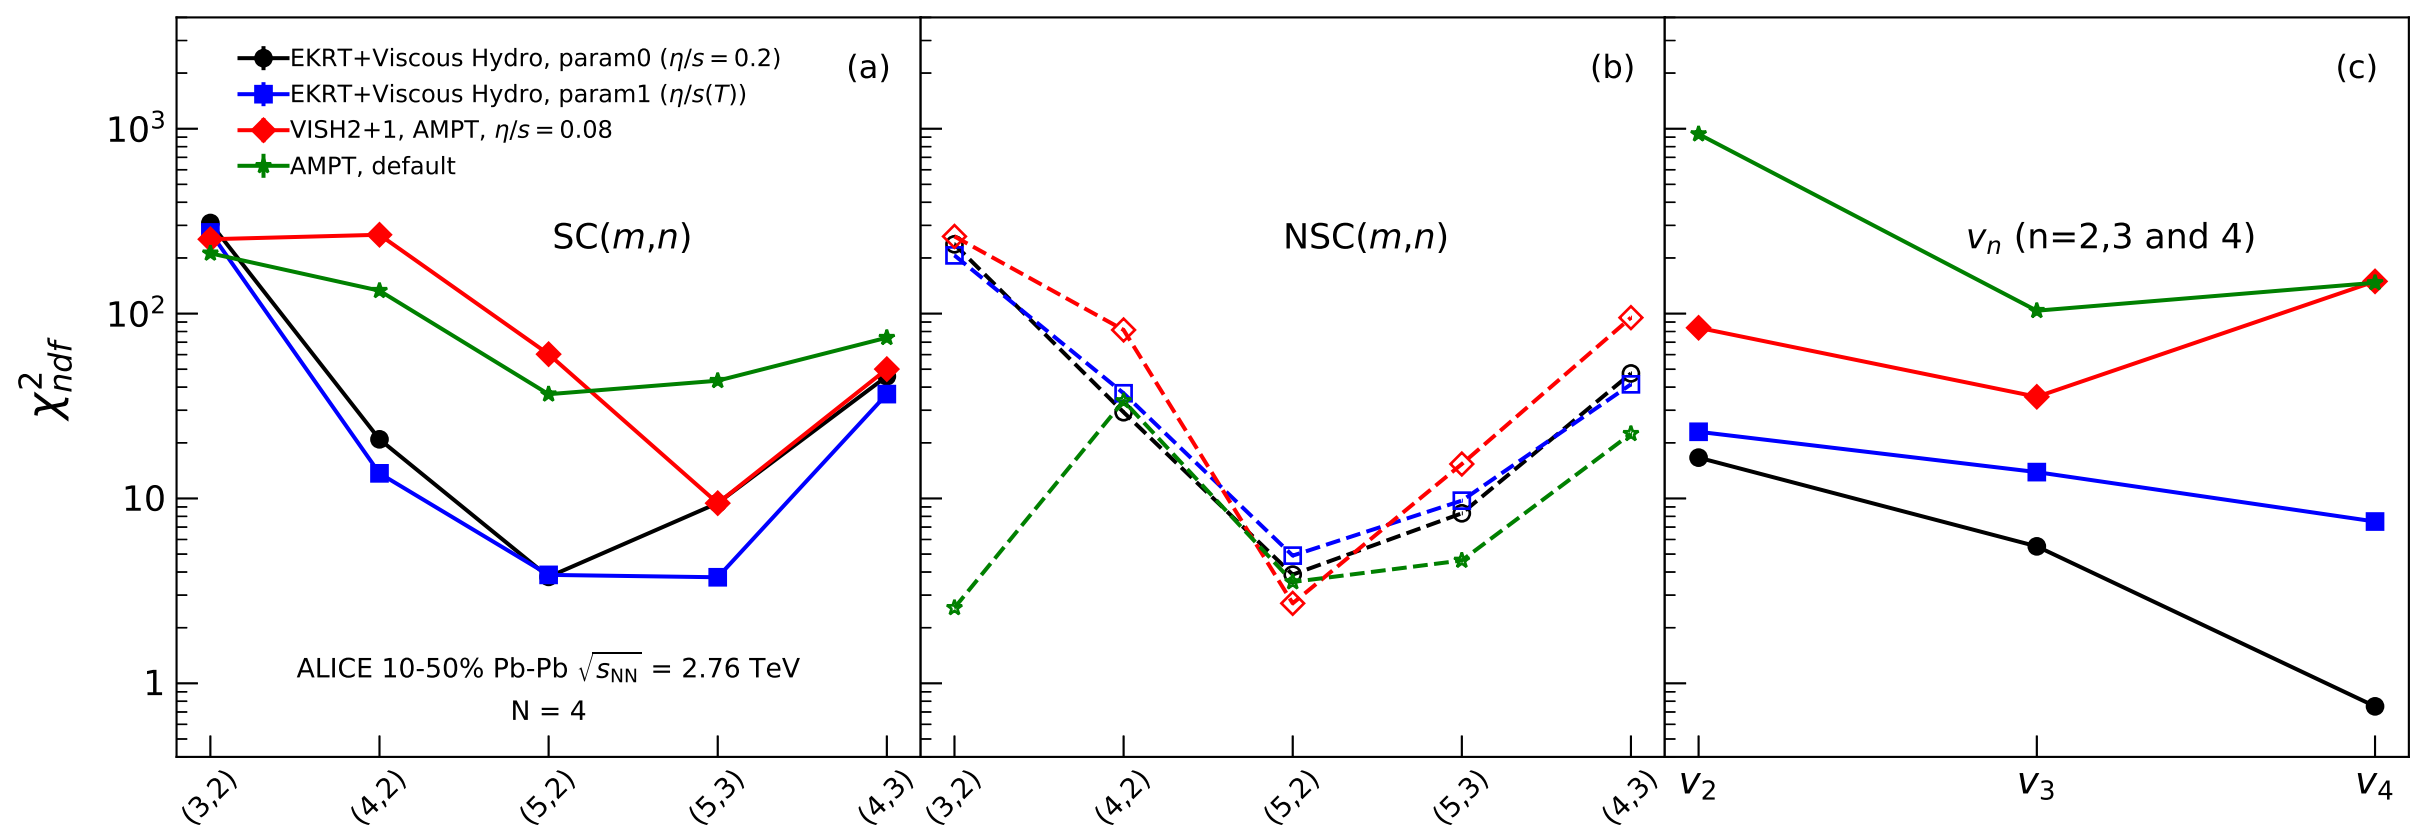 EKRT+Viscous Hydro, param0 (η/s = 0.2)
EKRT+Viscous Hydro, param1 (η/s(T))
VISH2+1, AMPT, η/s = 0.08
AMPT, default
(a)
(b)
(c)
SC(m,n)
NSC(m,n)
vₙ (n=2,3 and 4)
χ²ndf
10³
10²
10
1
ALICE 10-50% Pb-Pb √sNN = 2.76 TeV
N = 4
(3,2) (4,2) (5,2) (5,3) (4,3)
(3,2) (4,2) (5,2) (5,3) (4,3)
v₂ v₃ v₄